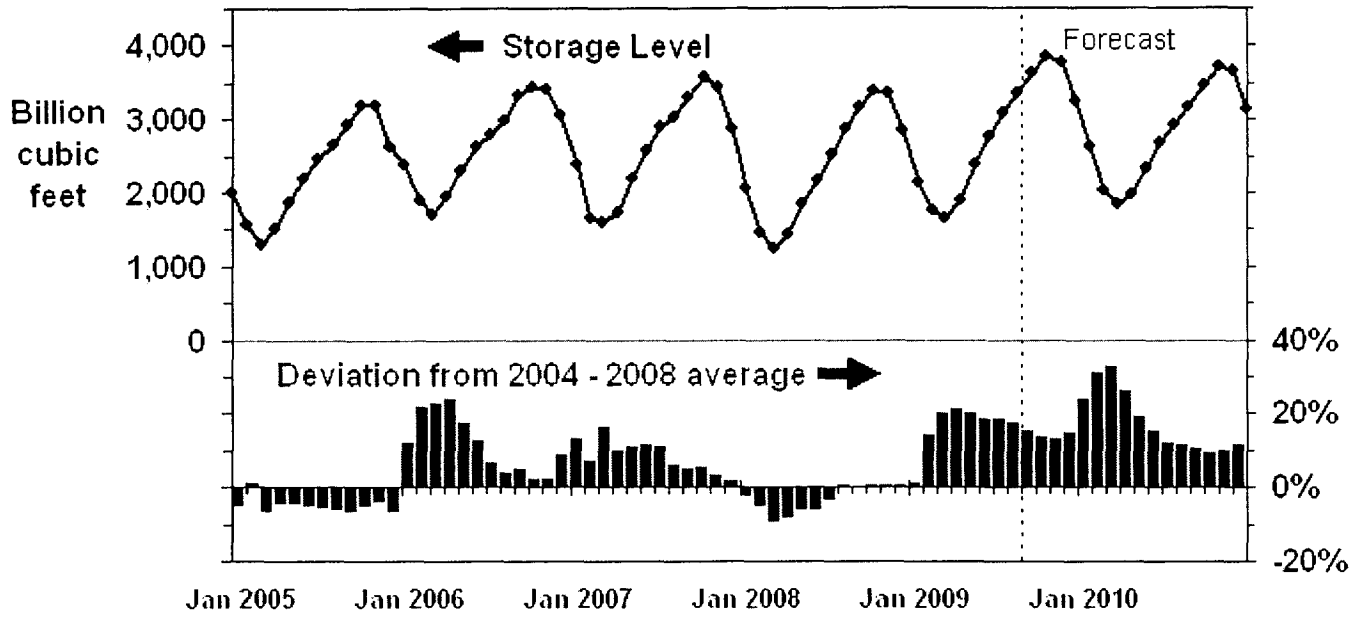 Storage Level
Forecast
4,000
Billion
cubic
feet
3,000
2,000
1,000
0
40%
Deviation from 2004 - 2008 average
20%
0%
-20%
Jan 2005 Jan 2006 Jan 2007 Jan 2008 Jan 2009 Jan 2010